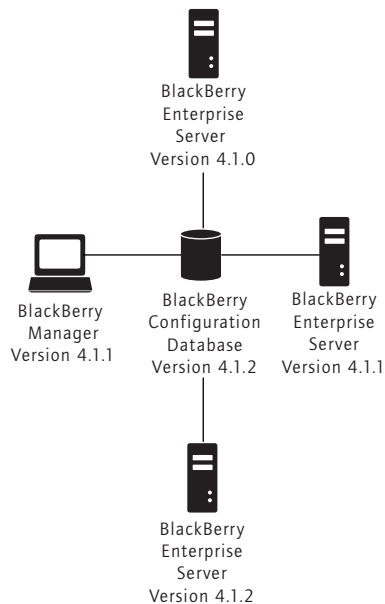 BlackBerry
Enterprise
Server
Version 4.1.0
BlackBerry
Manager
Version 4.1.1
BlackBerry
Configuration
Database
Version 4.1.2
BlackBerry
Enterprise
Server
Version 4.1.1
BlackBerry
Enterprise
Server
Version 4.1.2